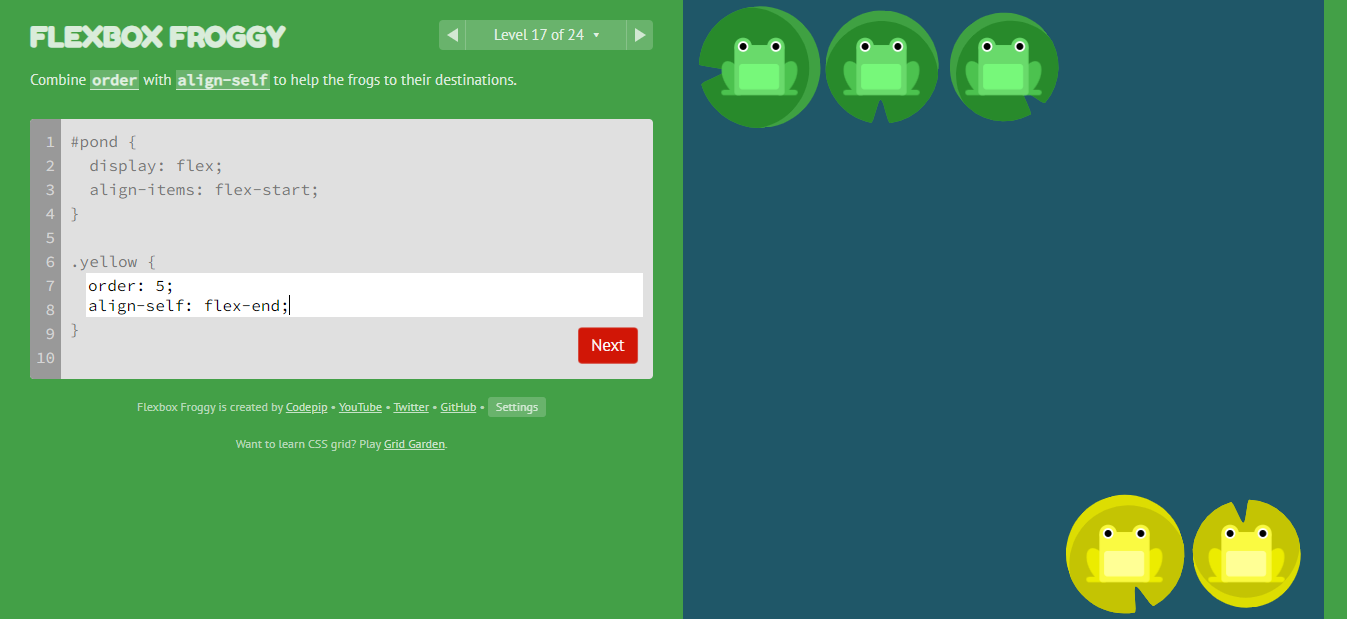 FLEXBOX FROGGY
Level 17 of 24
Combine order with align-self to help the frogs to their destinations.
1 #pond {
2 display: flex;
3 align-items: flex-start;
4 }
5
6 .yellow {
7 order: 5;
8 align-self: flex-end;
9 }
10
Next
Flexbox Froggy is created by Codepip • YouTube • Twitter • GitHub • Settings
Want to learn CSS grid? Play Grid Garden.